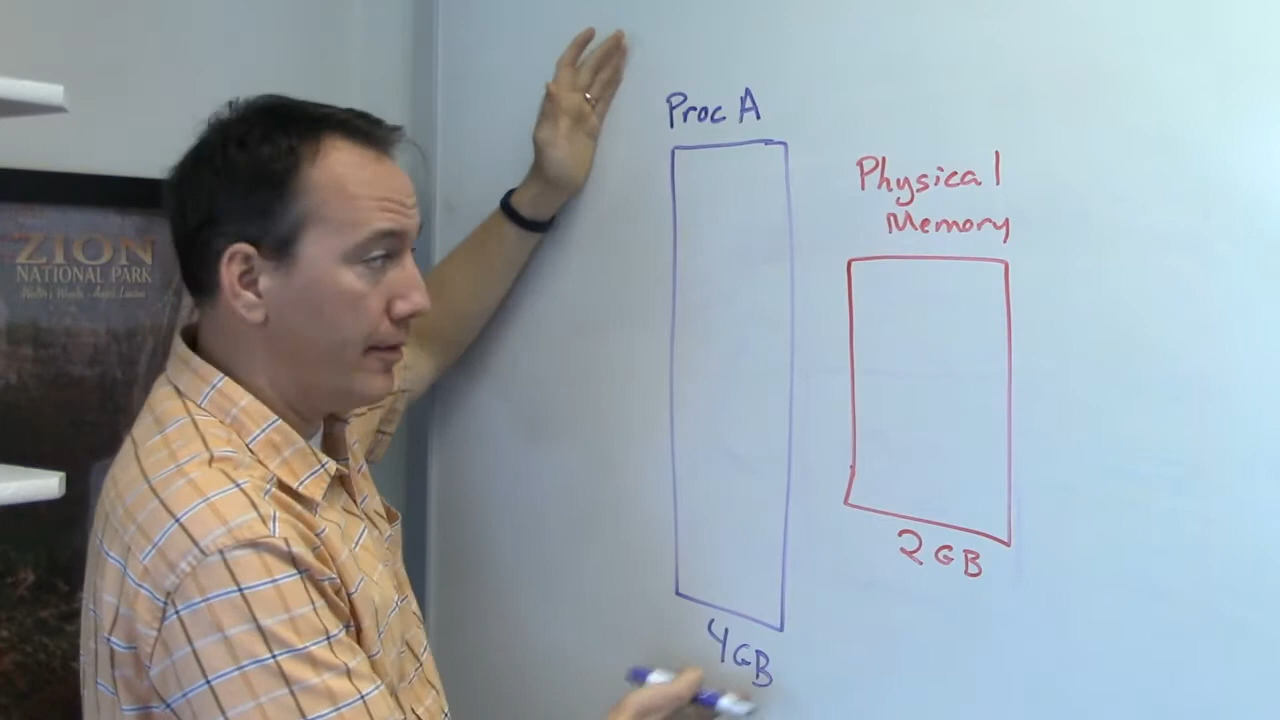 Proc A
4GB
Physical
Memory
2GB
ZION
NATIONAL PARK